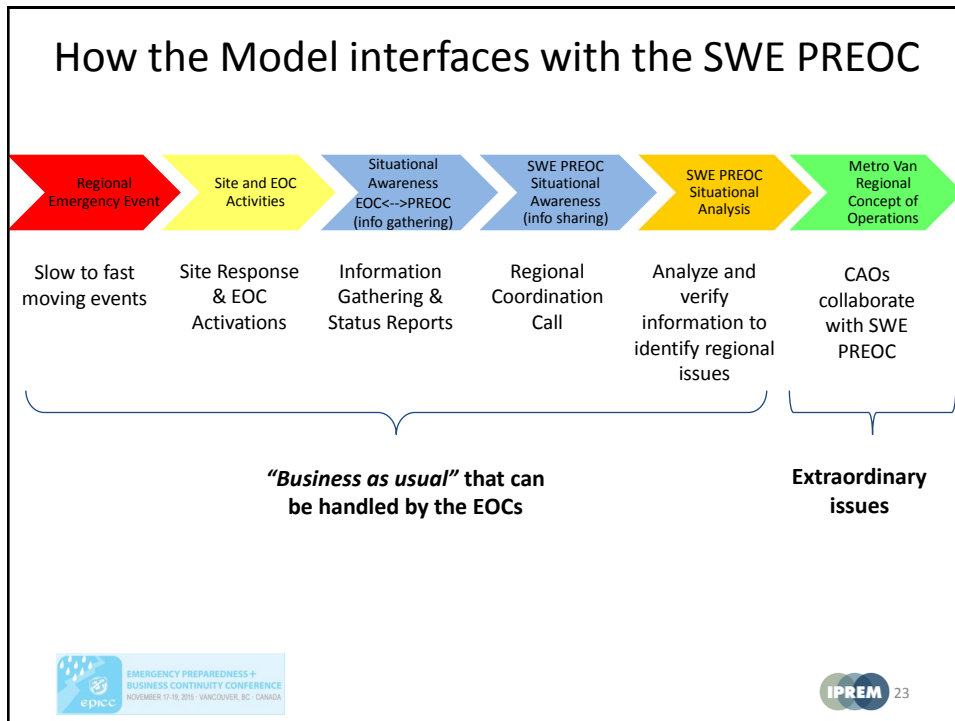 How the Model interfaces with the SWE PREOC
Regional
Emergency Event
Site and EOC
Activities
Situational
Awareness
EOC<-->PREOC
(info gathering)
SWE PREOC
Situational
Awareness
(info sharing)
SWE PREOC
Situational
Analysis
Metro Van
Regional
Concept of
Operations
Slow to fast
moving events
Site Response
& EOC
Activations
Information
Gathering &
Status Reports
Regional
Coordination
Call
Analyze and
verify
information to
identify regional
issues
CAOs
collaborate
with SWE
PREOC
“Business as usual” that can
be handled by the EOCs
Extraordinary
issues
epicc
EMERGENCY PREPAREDNESS+
BUSINESS CONTINUITY CONFERENCE
NOVEMBER 17-19, 2015 · VANCOUVER, BC · CANADA
IPREM 23